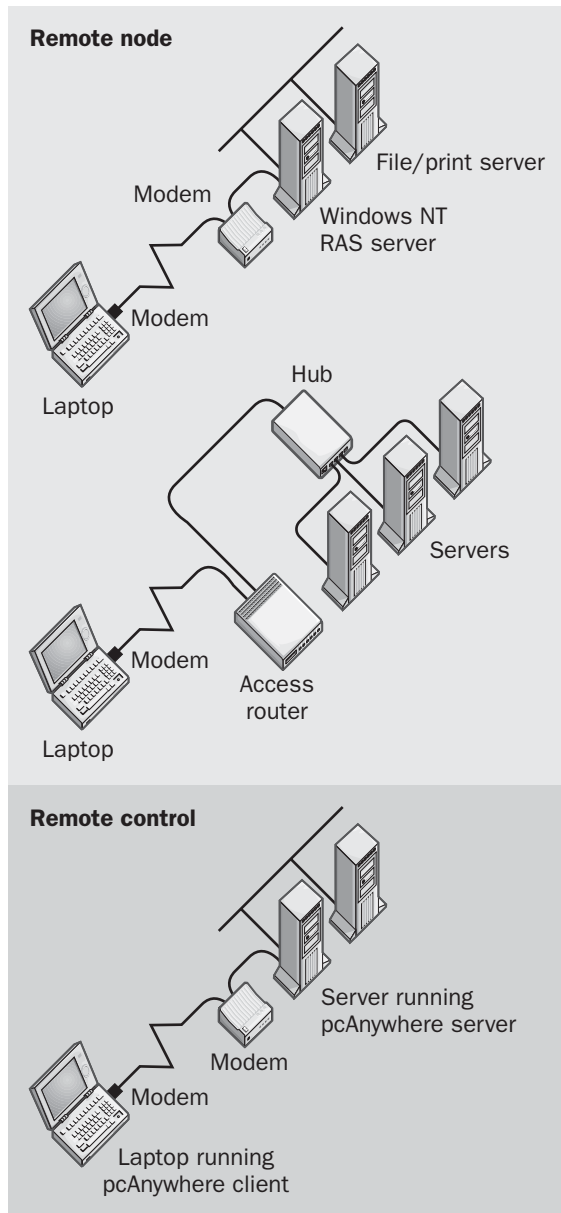 Remote node
File/print server
Modem
Windows NT
RAS server
Modem
Laptop
Hub
Servers
Modem
Access
router
Laptop
Remote control
Server running
pcAnywhere server
Modem
Modem
Laptop running
pcAnywhere client